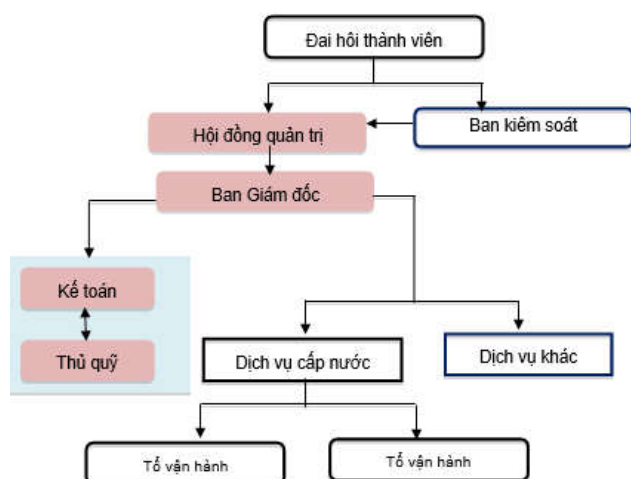 Đai hôi thành viên
Hội đồng quản trị
Ban kiêm soát
Ban Giám đốc
Kế toán
Thủ quỹ
Dịch vụ cấp nước
Dịch vụ khác
Tổ vận hành
Tổ vận hành